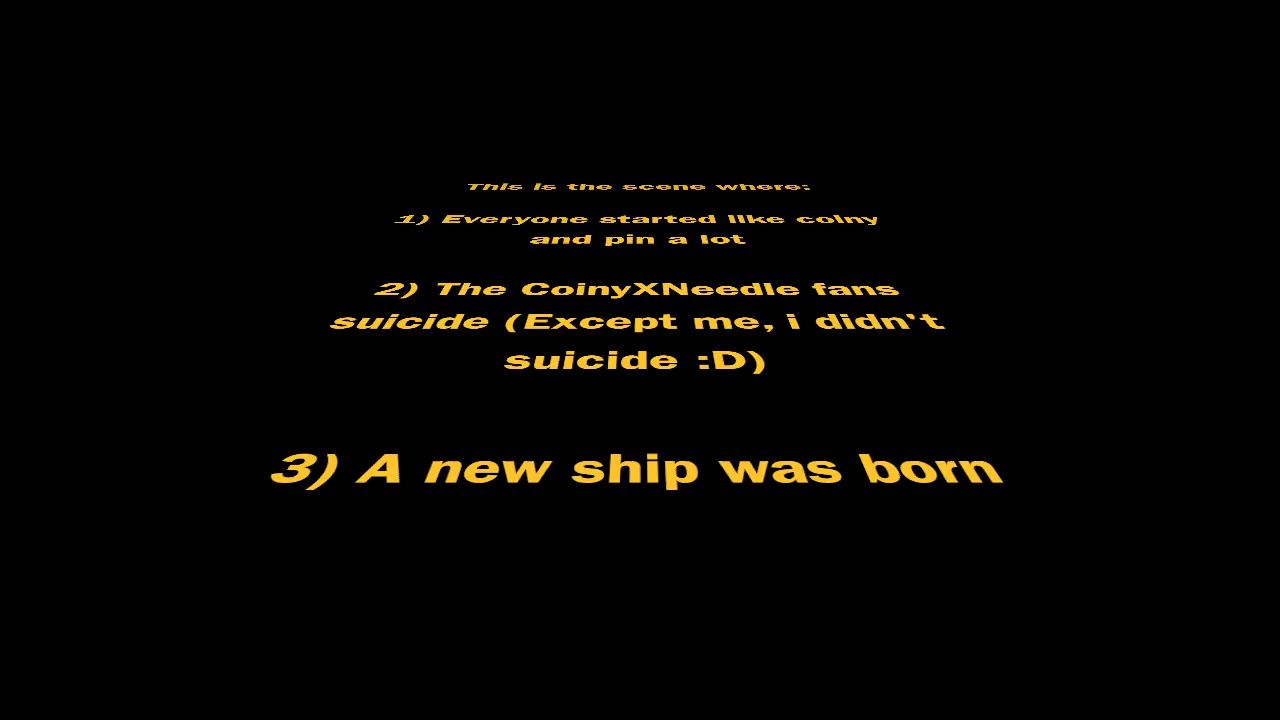 This is the scene where:
1) Everyone started like coiny
and pin a lot
2) The CoinyXNeedle fans
suicide (Except me, i didn't
suicide :D)
3) A new ship was born